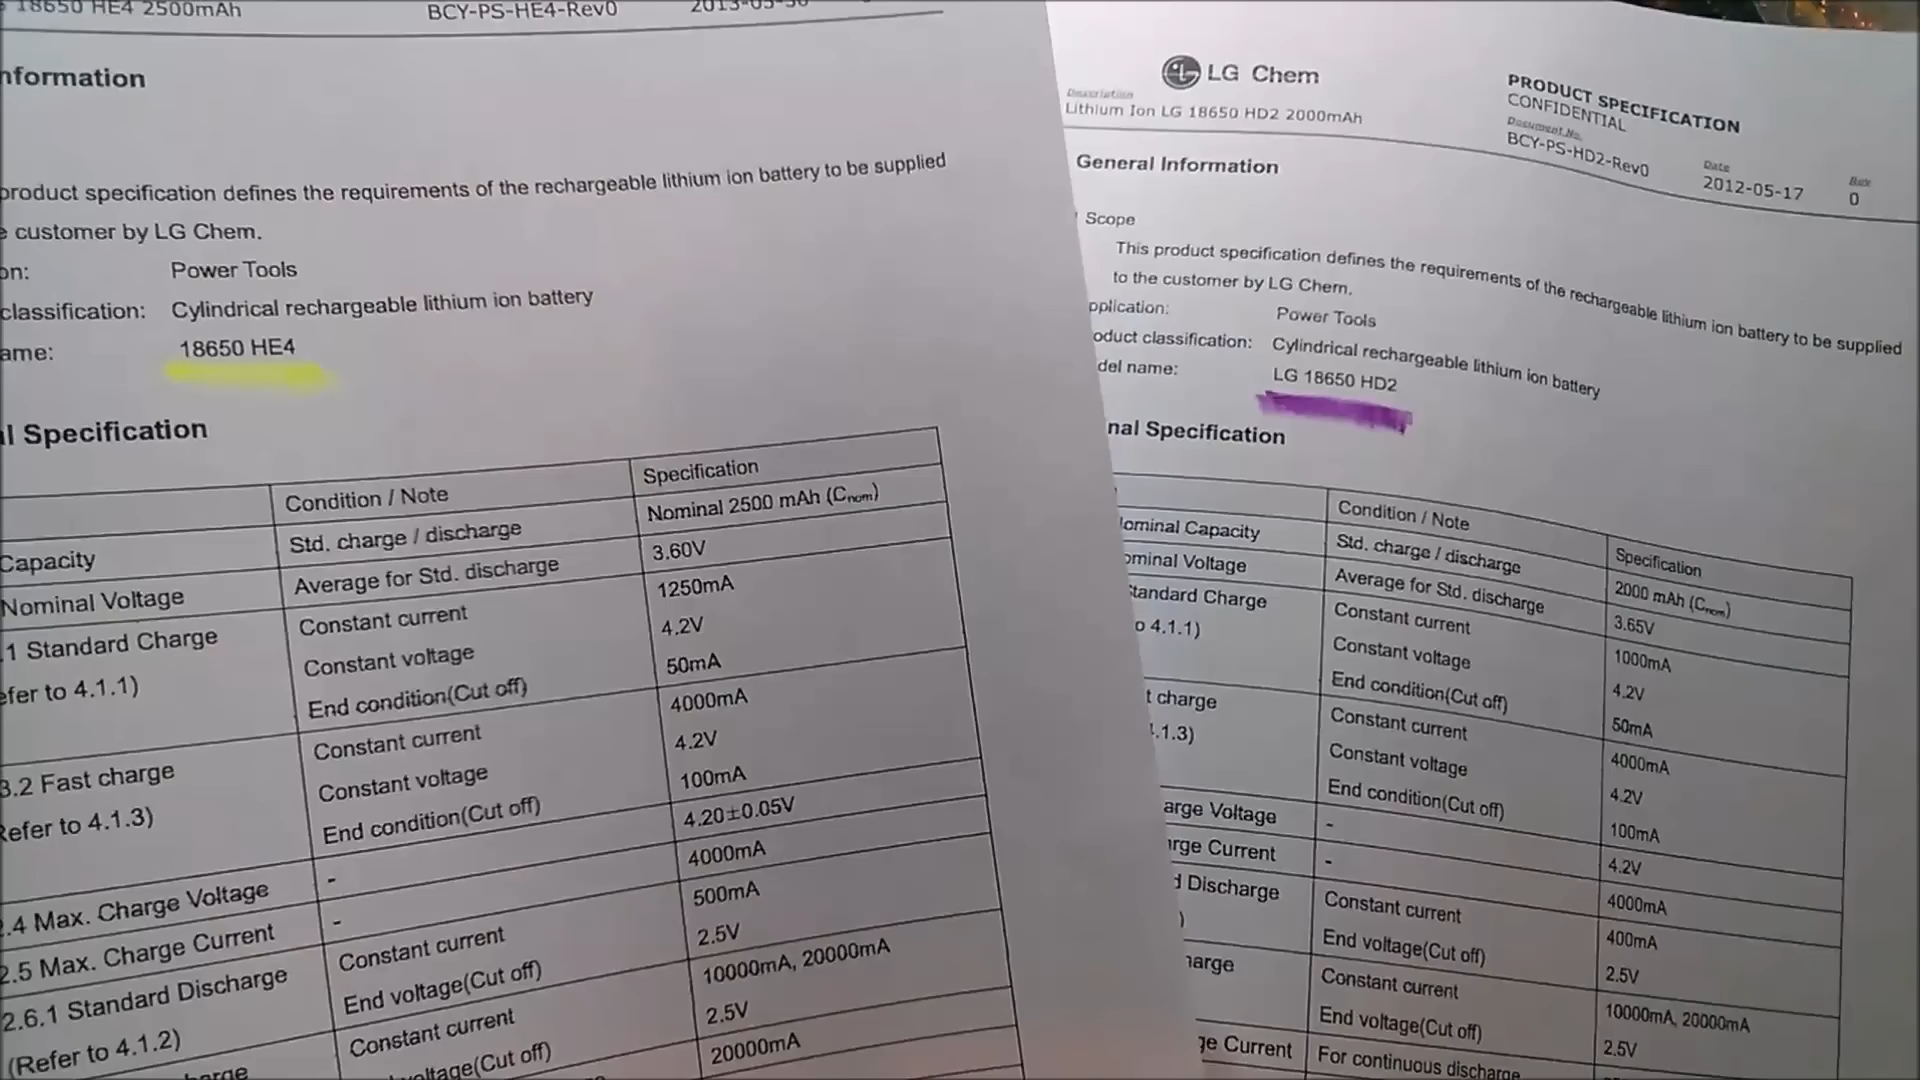 18650 HE4 2500mAh
BCY-PS-HE4-Rev0
nformation
product specification defines the requirements of the rechargeable lithium ion battery to be supplied
e customer by LG Chem.
on: Power Tools
classification: Cylindrical rechargeable lithium ion battery
ame: 18650 HE4
l Specification
Condition / Note Specification
Capacity Std. charge / discharge Nominal 2500 mAh (Cnom)
Nominal Voltage Average for Std. discharge 3.60V
.1 Standard Charge Constant current 1250mA
efer to 4.1.1) Constant voltage 4.2V
End condition(Cut off) 50mA
3.2 Fast charge Constant current 4000mA
Refer to 4.1.3) Constant voltage 4.2V
End condition(Cut off) 100mA
.4 Max. Charge Voltage - 4.20±0.05V
2.5 Max. Charge Current - 4000mA
2.6.1 Standard Discharge Constant current 500mA
(Refer to 4.1.2) End voltage(Cut off) 2.5V
harge Constant current 10000mA, 20000mA
voltage(Cut off) 2.5V
20000mA
LG Chem
Description
Lithium Ion LG 18650 HD2 2000mAh
PRODUCT SPECIFICATION
CONFIDENTIAL
Document No.
BCY-PS-HD2-Rev0
Date
2012-05-17
0
General Information
Scope
This product specification defines the requirements of the rechargeable lithium ion battery to be supplied
to the customer by LG Chem.
pplication: Power Tools
oduct classification: Cylindrical rechargeable lithium ion battery
del name: LG 18650 HD2
nal Specification
Condition / Note Specification
ominal Capacity Std. charge / discharge 2000 mAh (Cnom)
ominal Voltage Average for Std. discharge 3.65V
tandard Charge Constant current 1000mA
o 4.1.1) Constant voltage 4.2V
End condition(Cut off) 50mA
t charge Constant current 4000mA
.1.3) Constant voltage 4.2V
End condition(Cut off) 100mA
arge Voltage - 4.2V
rge Current - 4000mA
d Discharge Constant current 400mA
) End voltage(Cut off) 2.5V
harge Constant current 10000mA, 20000mA
End voltage(Cut off) 2.5V
ge Current For continuous discharge